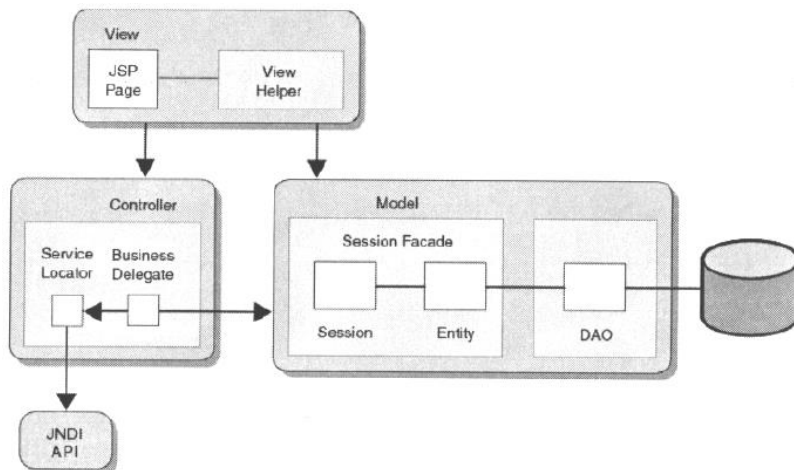 View
JSP
Page
View
Helper
Controller
Service
Locator
Business
Delegate
JNDI
API
Model
Session Facade
Session
Entity
DAO